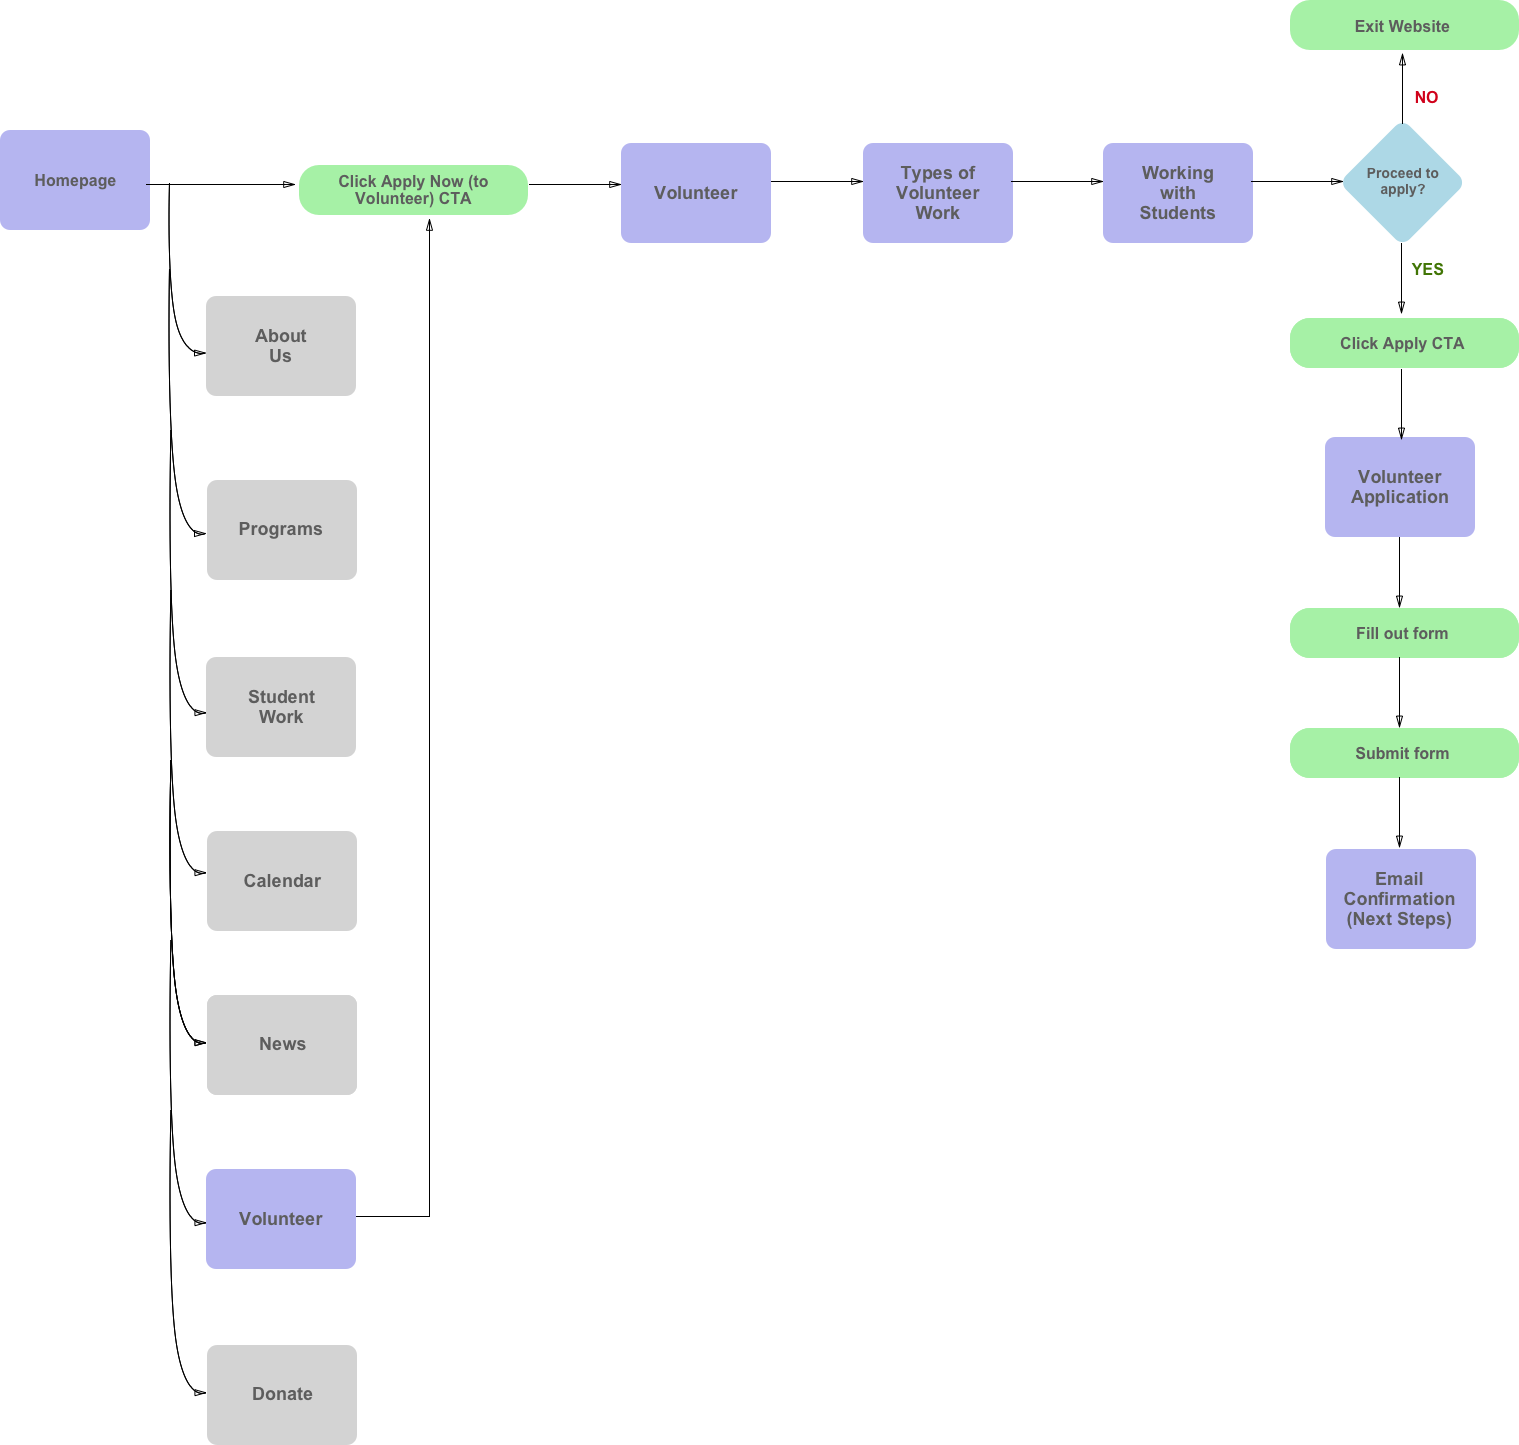 Exit Website
NO
Homepage
Click Apply Now (to
Volunteer) CTA
Volunteer
Types of
Volunteer
Work
Working
with
Students
Proceed to
apply?
YES
Click Apply CTA
About
Us
Volunteer
Application
Programs
Fill out form
Student
Work
Submit form
Calendar
Email
Confirmation
(Next Steps)
News
Volunteer
Donate